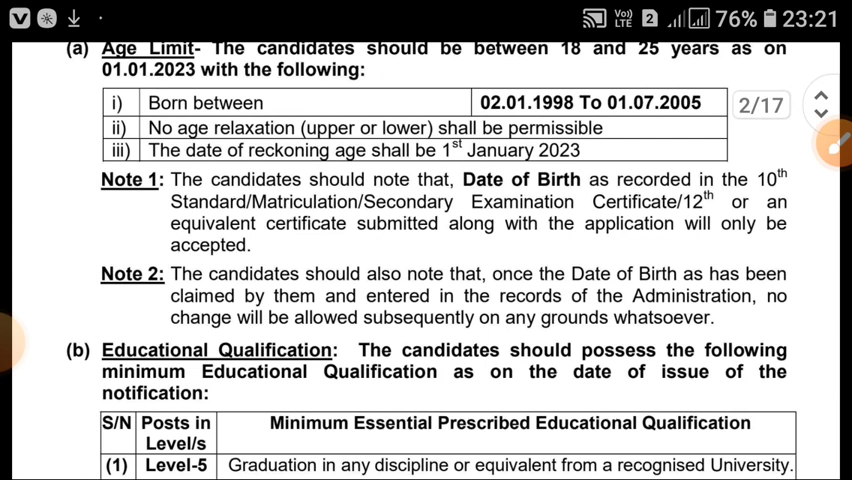 Vo))
LTE 2 76% 23:21
(a) Age Limit- The candidates should be between 18 and 25 years as on
01.01.2023 with the following:
i) Born between 02.01.1998 To 01.07.2005
2/17
ii) No age relaxation (upper or lower) shall be permissible
iii) The date of reckoning age shall be 1st January 2023
Note 1: The candidates should note that, Date of Birth as recorded in the 10th
Standard/Matriculation/Secondary Examination Certificate/12th or an
equivalent certificate submitted along with the application will only be
accepted.
Note 2: The candidates should also note that, once the Date of Birth as has been
claimed by them and entered in the records of the Administration, no
change will be allowed subsequently on any grounds whatsoever.
(b) Educational Qualification: The candidates should possess the following
minimum Educational Qualification as on the date of issue of the
notification:
S/N Posts in Level/s Minimum Essential Prescribed Educational Qualification
(1) Level-5 Graduation in any discipline or equivalent from a recognised University.